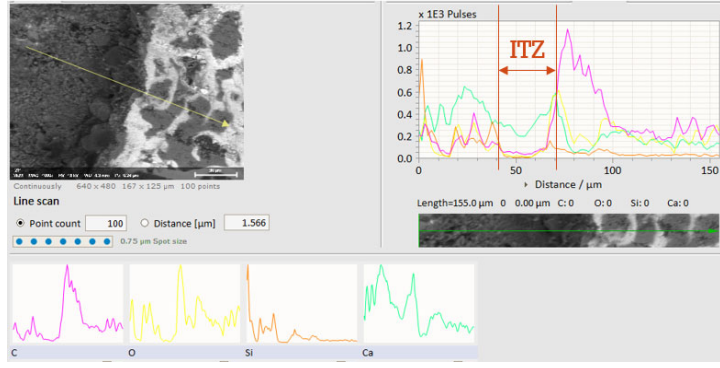 Continuously 640 x 480 167 x 125 µm 100 points
Line scan
Point count 100 Distance [µm] 1.566
0.75 µm Spot size
x 1E3 Pulses
ITZ
1.2
1.0
0.8
0.6
0.4
0.2
0.0
0 50 100 150
Distance / µm
Length=155.0 µm 0 0.00 µm C: 0 O: 0 Si: 0 Ca: 0
C O Si Ca